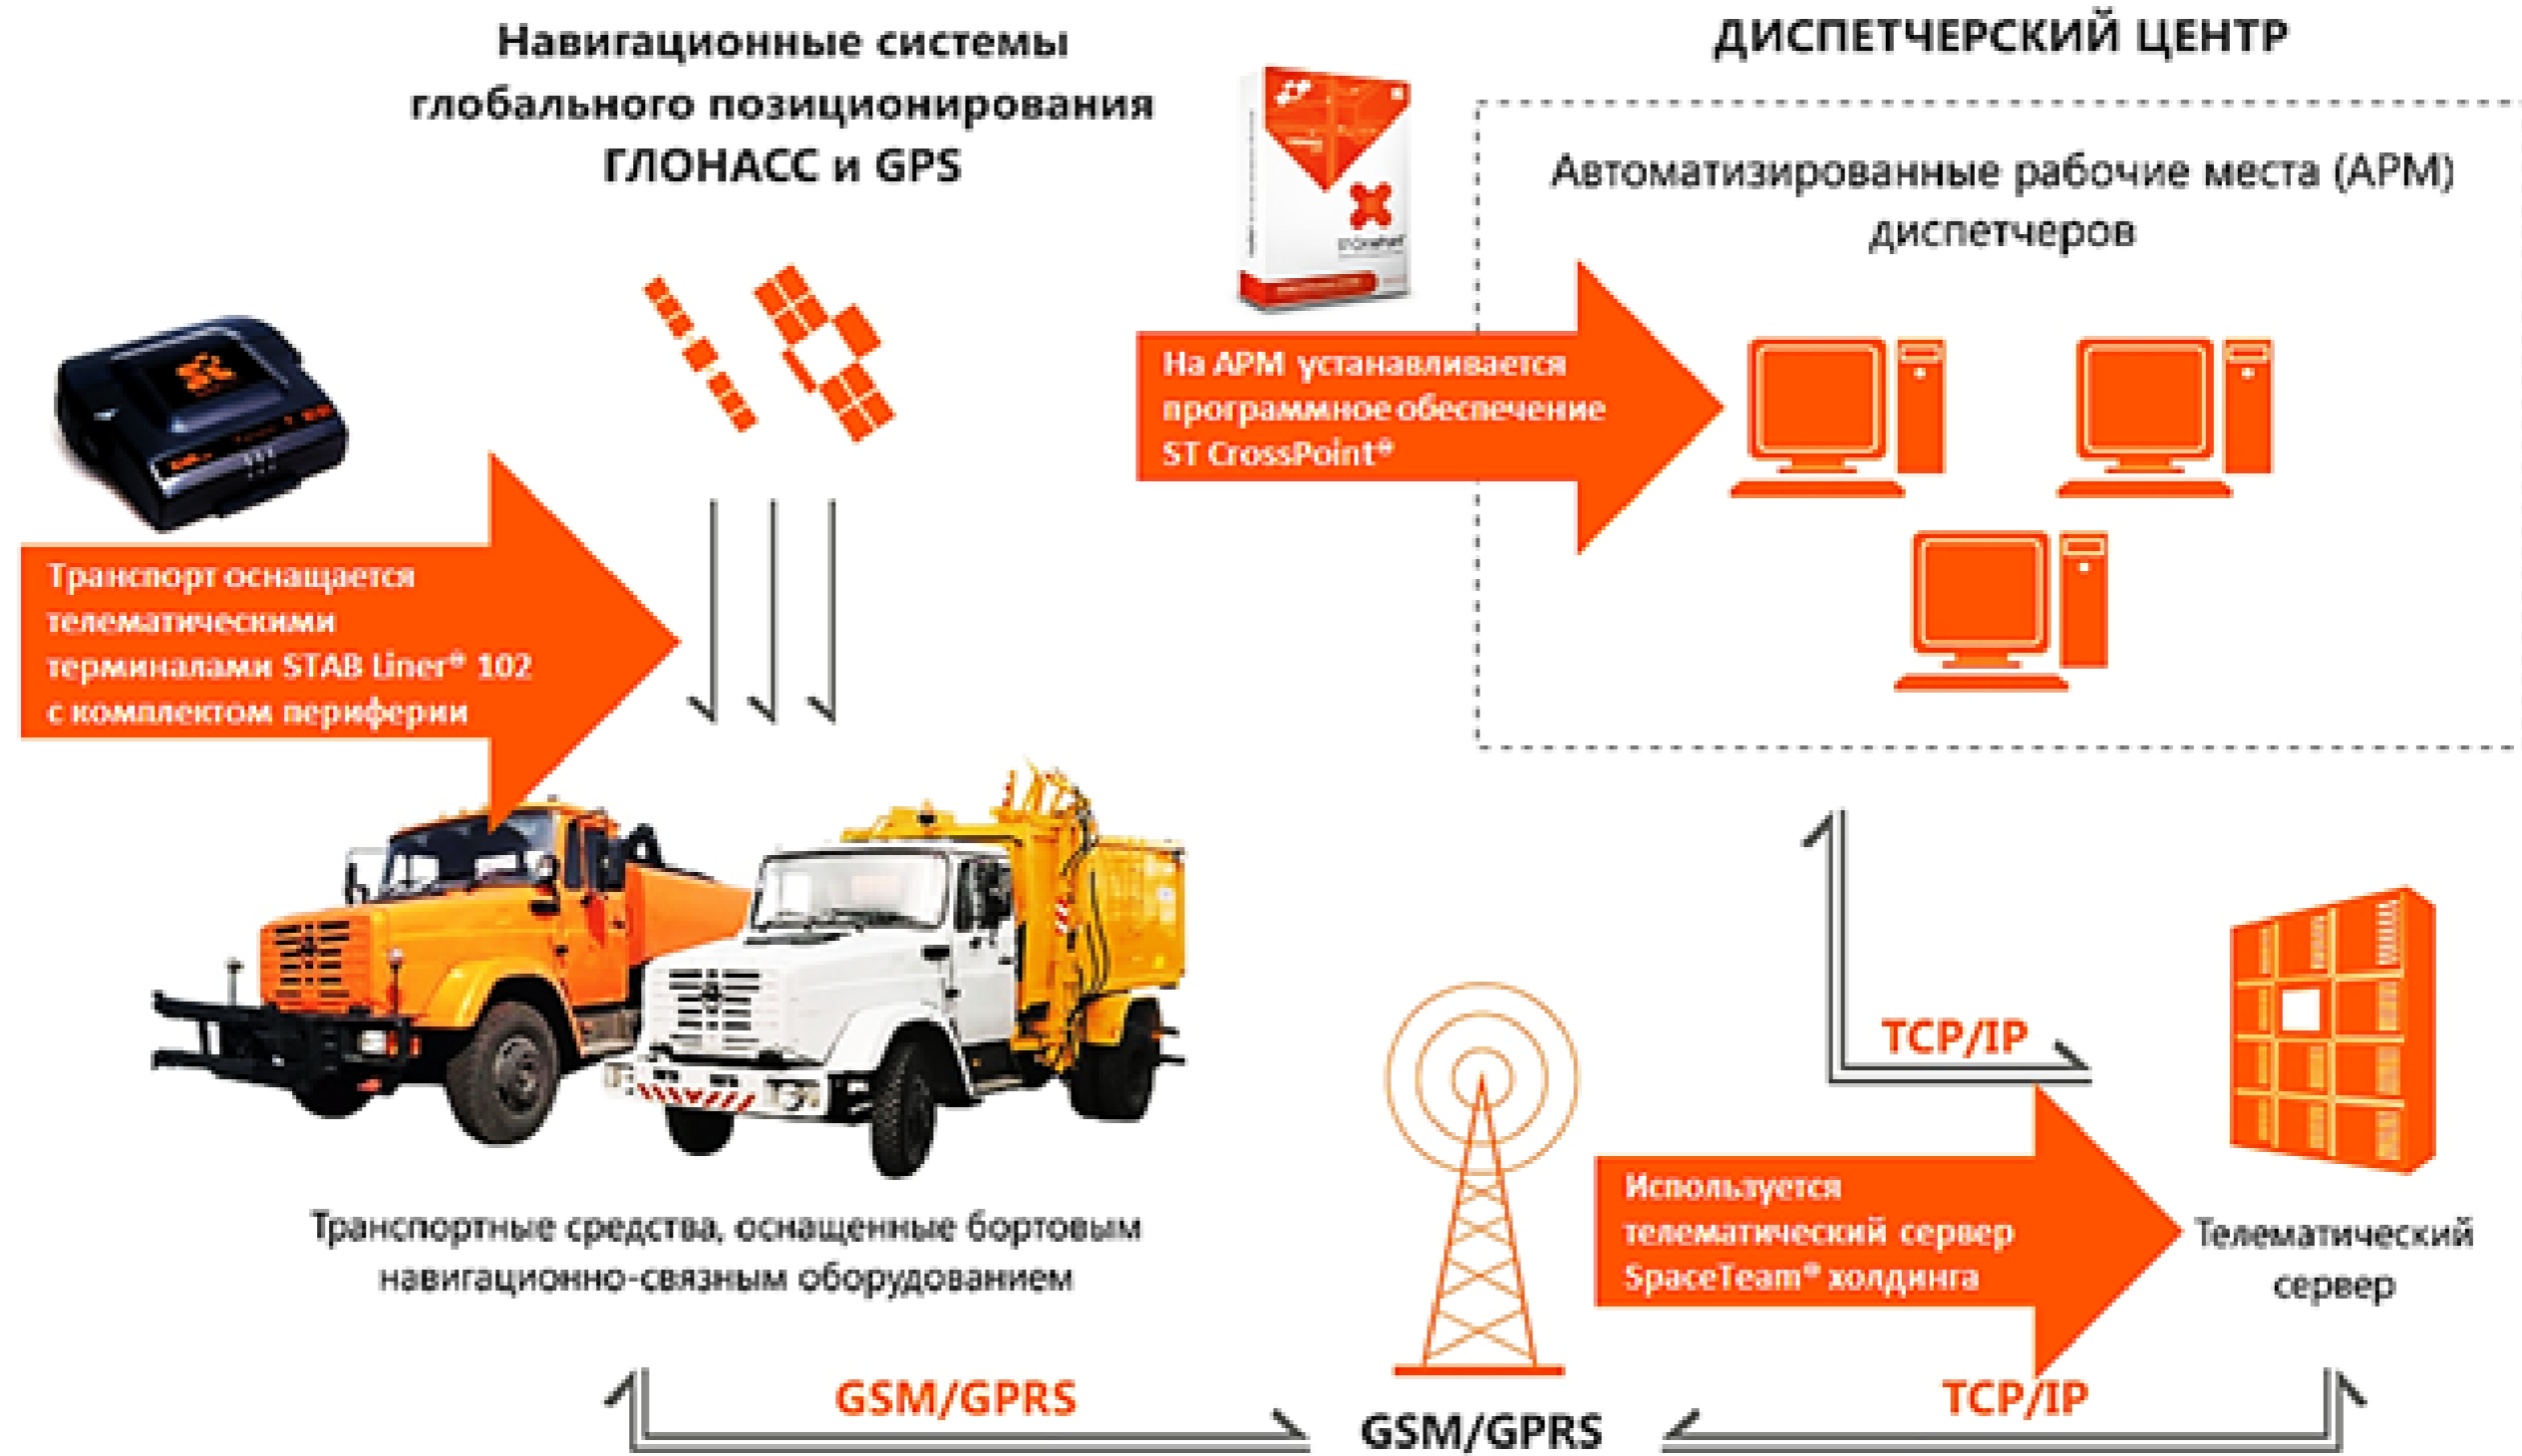 Навигационные системы
глобального позиционирования
ГЛОНАСС и GPS
ДИСПЕТЧЕРСКИЙ ЦЕНТР
Автоматизированные рабочие места (АРМ)
диспетчеров
На АРМ устанавливается
программное обеспечение
ST CrossPoint®
Транспорт оснащается
телематическими
терминалами STAB Liner® 102
с комплектом периферии
TCP/IP
Используется
телематический сервер
SpaceTeam® холдинга
Телематический
сервер
Транспортные средства, оснащенные бортовым
навигационно-связным оборудованием
GSM/GPRS
GSM/GPRS
TCP/IP